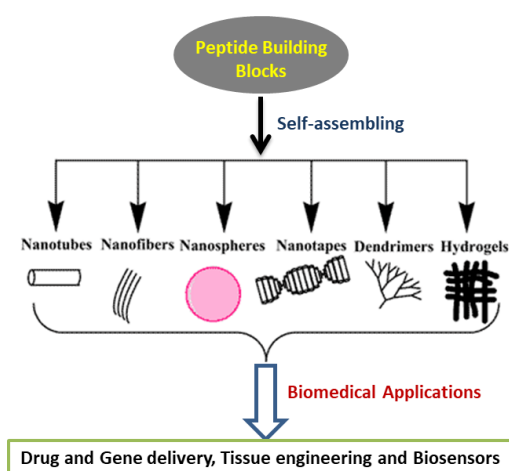 Peptide Building
Blocks
Self-assembling
Nanotubes Nanofibers Nanospheres Nanotapes Dendrimers Hydrogels
Biomedical Applications
Drug and Gene delivery, Tissue engineering and Biosensors